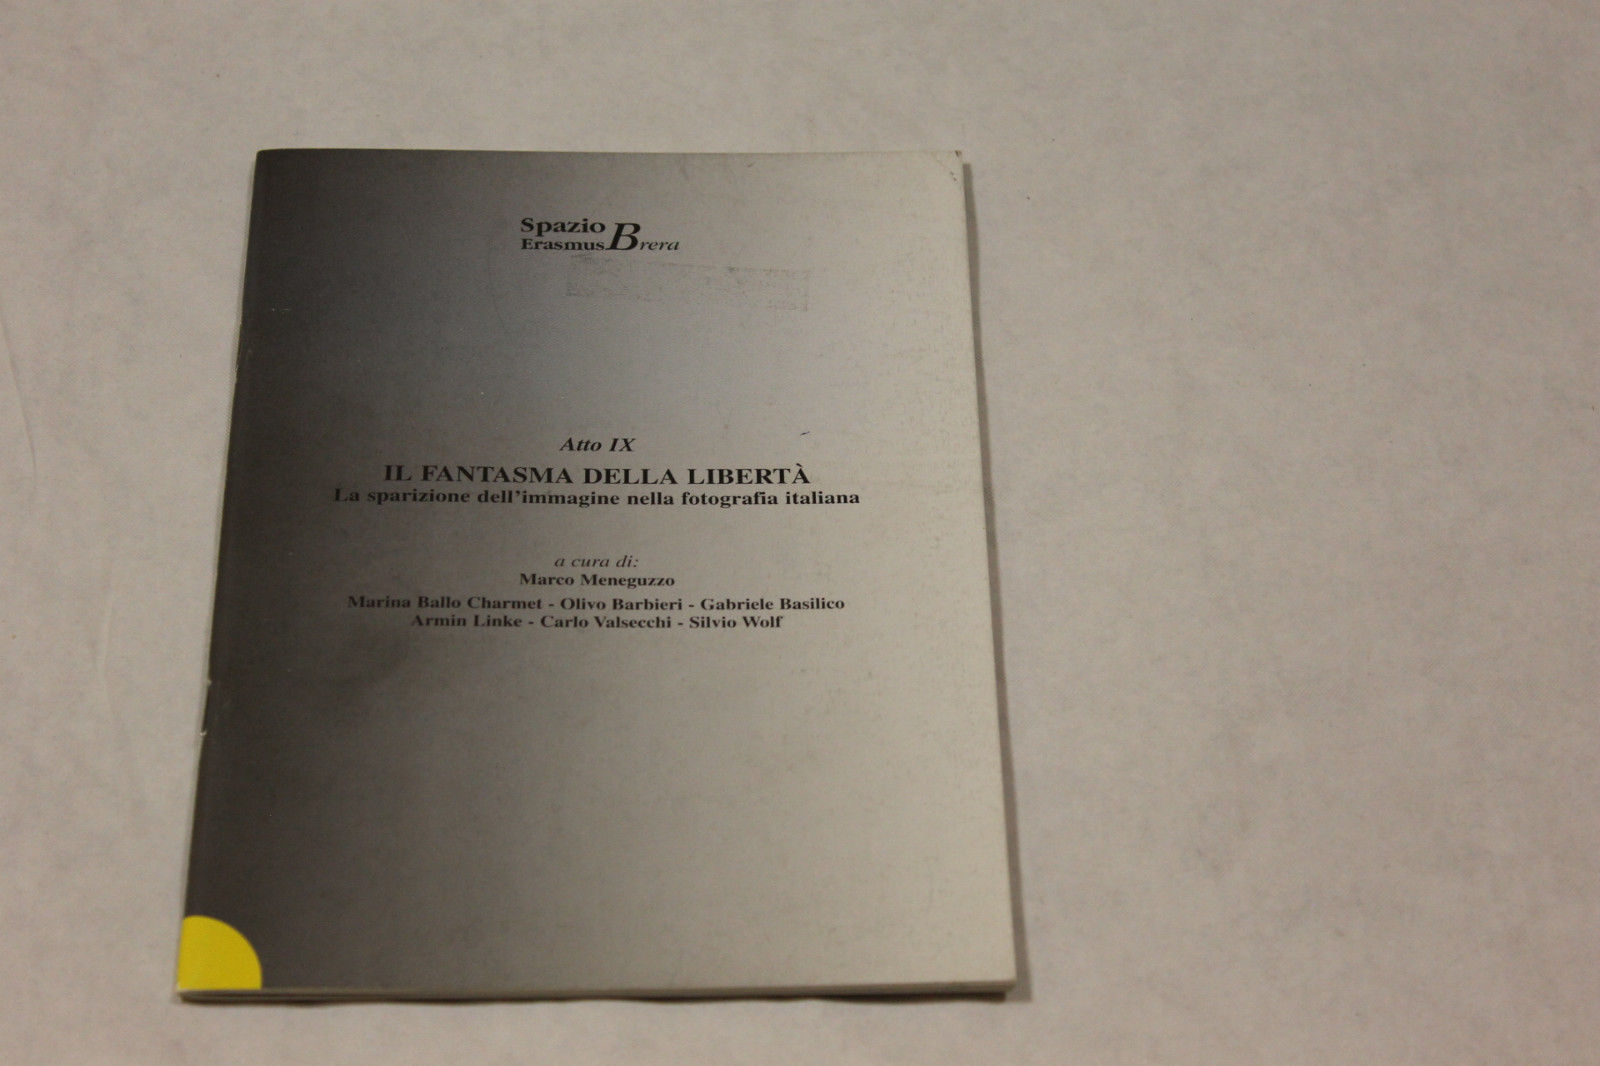 Spazio
Erasmus Brera
Atto IX
IL FANTASMA DELLA LIBERTÀ
La sparizione dell'immagine nella fotografia italiana
a cura di:
Marco Meneguzzo
Marina Ballo Charmet - Olivo Barbieri - Gabriele Basilico
Armin Linke - Carlo Valsecchi - Silvio Wolf